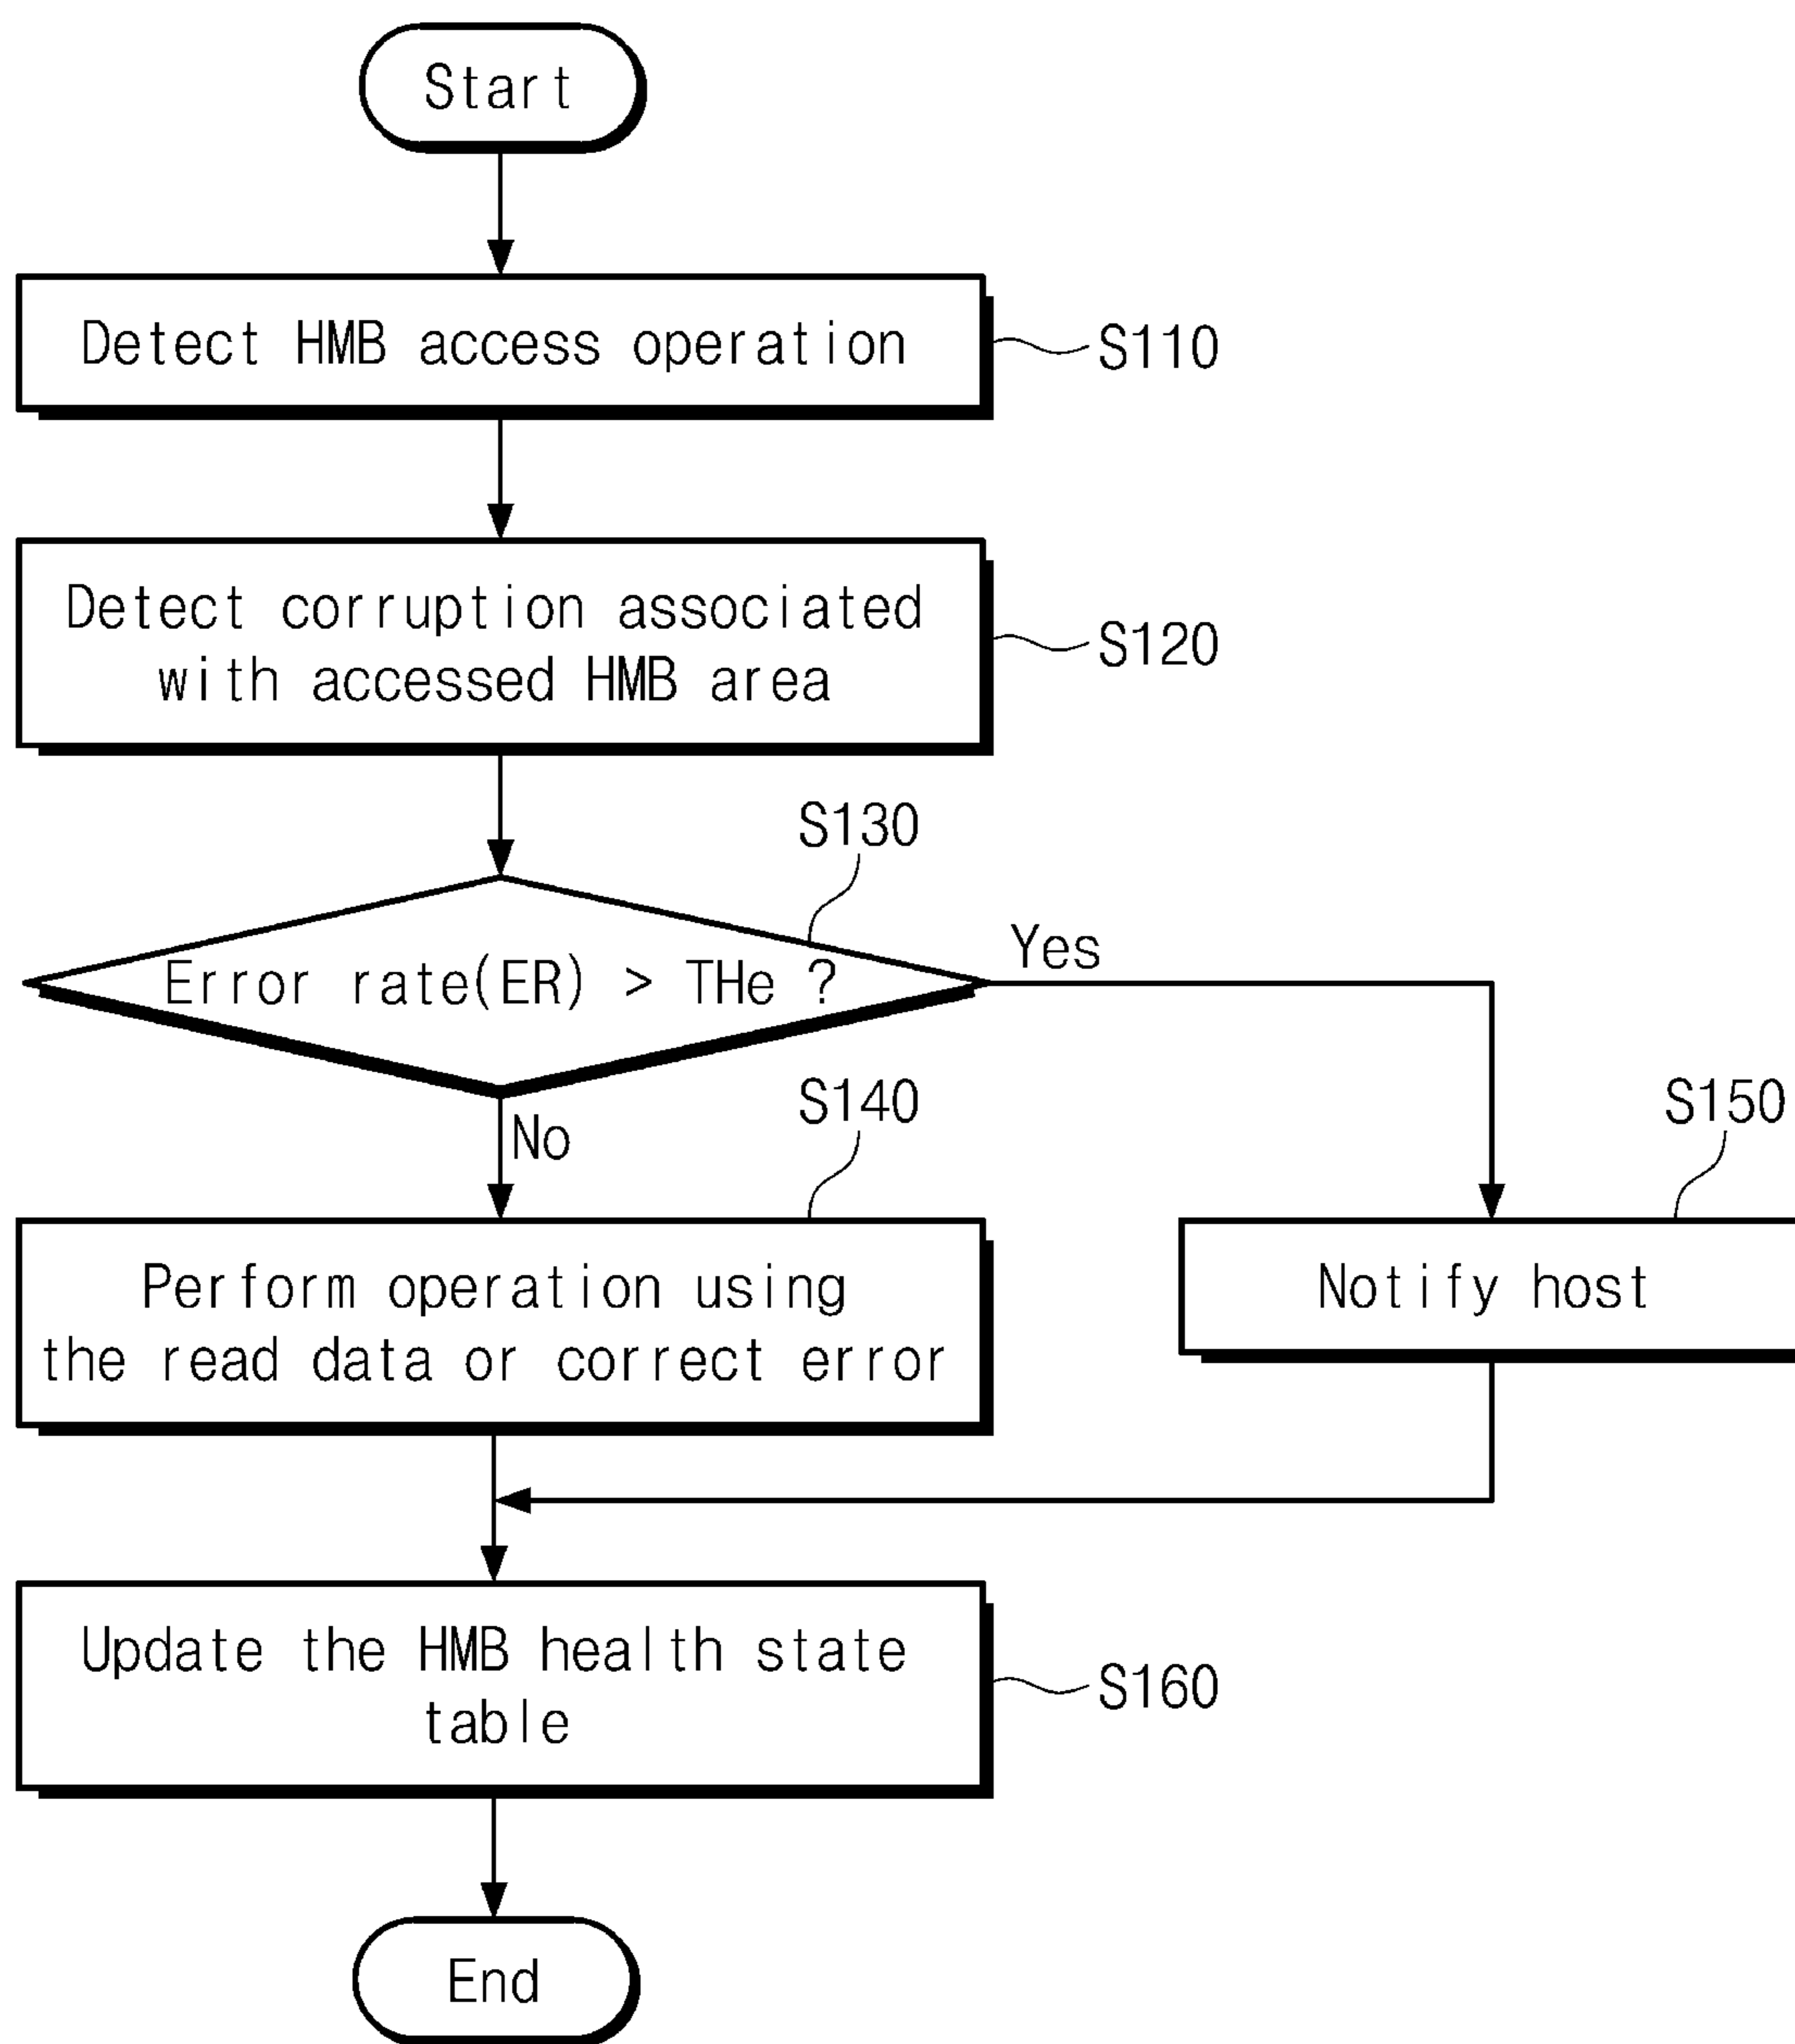 Start
Detect HMB access operation
S110
Detect corruption associated
with accessed HMB area
S120
S130
Error rate(ER) > THe ?
Yes
No
S140
S150
Perform operation using
the read data or correct error
Notify host
Update the HMB health state
table
S160
End